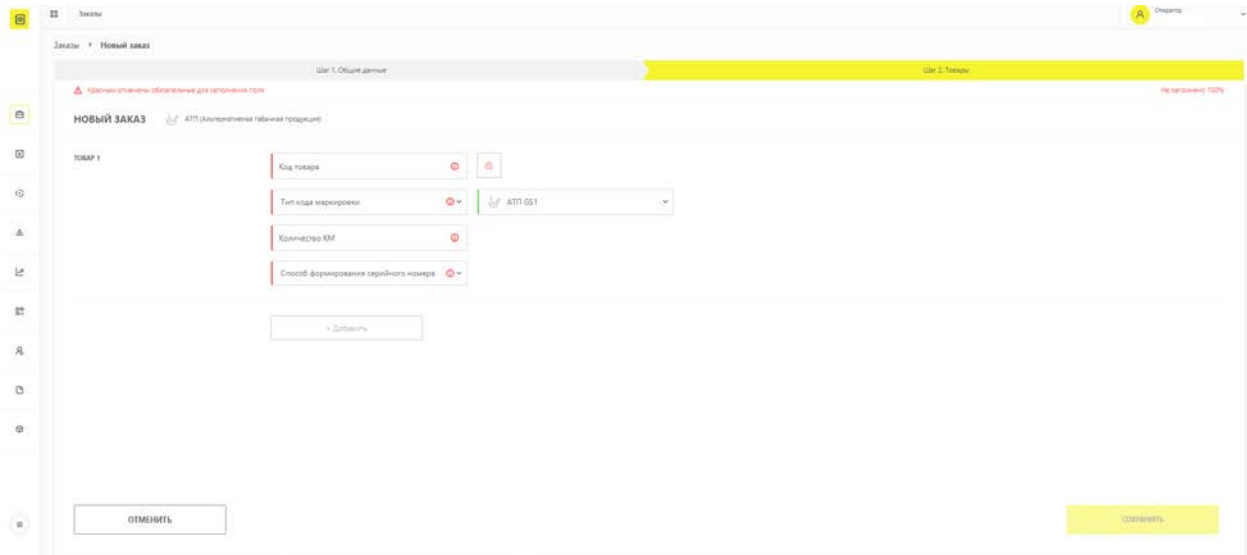 Заказы
Оператор
Заказы > Новый заказ
Шаг 1. Общие данные
Шаг 2. Товары
Красным отмечены обязательные для заполнения поля
Не заполнено 100%
НОВЫЙ ЗАКАЗ
АТП (Альтернативная табачная продукция)
ТОВАР 1
Код товара
Тип кода маркировки
АТП GS1
Количество КМ
Способ формирования серийного номера
+ Добавить
ОТМЕНИТЬ
СОХРАНИТЬ